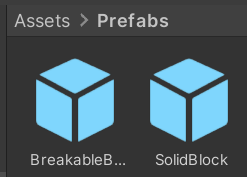 Assets > Prefabs
BreakableB... SolidBlock